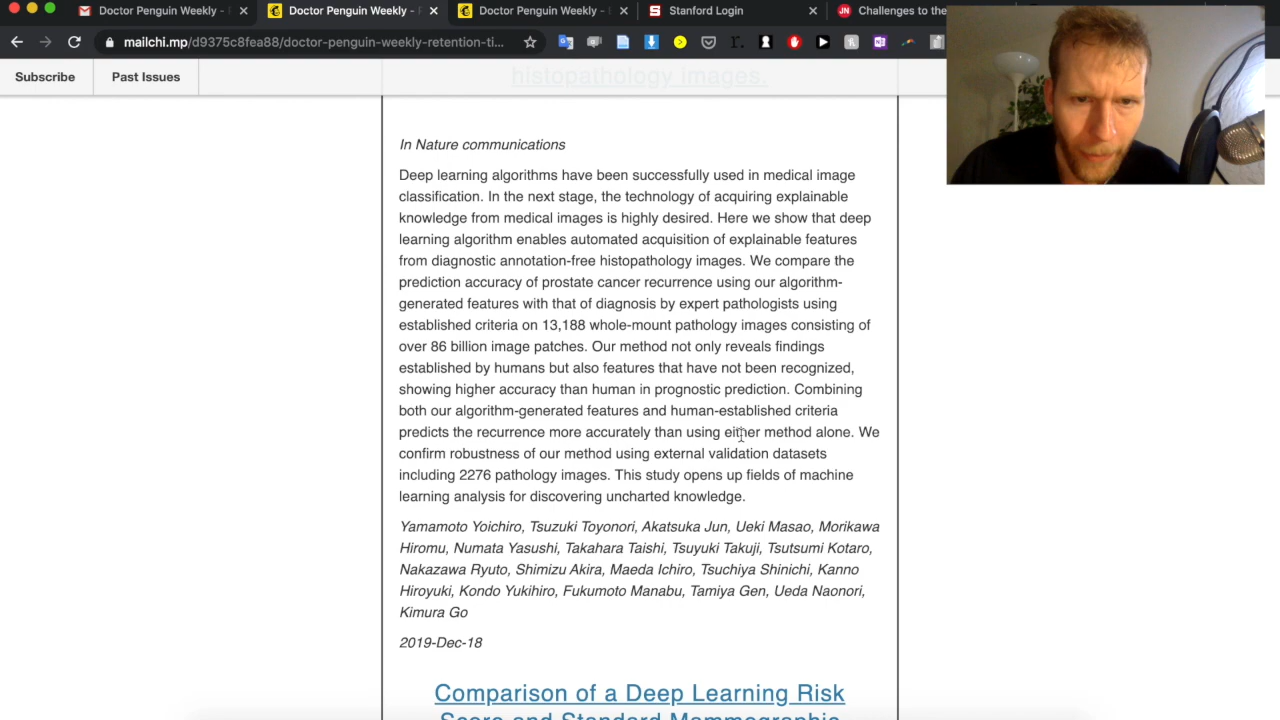 Doctor Penguin Weekly -
Doctor Penguin Weekly -
Doctor Penguin Weekly -
Stanford Login
Challenges to the
mailchi.mp/d9375c8fea88/doctor-penguin-weekly-retention-ti...
Subscribe
Past Issues
histopathology images.
In Nature communications
Deep learning algorithms have been successfully used in medical image
classification. In the next stage, the technology of acquiring explainable
knowledge from medical images is highly desired. Here we show that deep
learning algorithm enables automated acquisition of explainable features
from diagnostic annotation-free histopathology images. We compare the
prediction accuracy of prostate cancer recurrence using our algorithm-
generated features with that of diagnosis by expert pathologists using
established criteria on 13,188 whole-mount pathology images consisting of
over 86 billion image patches. Our method not only reveals findings
established by humans but also features that have not been recognized,
showing higher accuracy than human in prognostic prediction. Combining
both our algorithm-generated features and human-established criteria
predicts the recurrence more accurately than using either method alone. We
confirm robustness of our method using external validation datasets
including 2276 pathology images. This study opens up fields of machine
learning analysis for discovering uncharted knowledge.
Yamamoto Yoichiro, Tsuzuki Toyonori, Akatsuka Jun, Ueki Masao, Morikawa
Hiromu, Numata Yasushi, Takahara Taishi, Tsuyuki Takuji, Tsutsumi Kotaro,
Nakazawa Ryuto, Shimizu Akira, Maeda Ichiro, Tsuchiya Shinichi, Kanno
Hiroyuki, Kondo Yukihiro, Fukumoto Manabu, Tamiya Gen, Ueda Naonori,
Kimura Go
2019-Dec-18
Comparison of a Deep Learning Risk
Score and Standard Mammographic